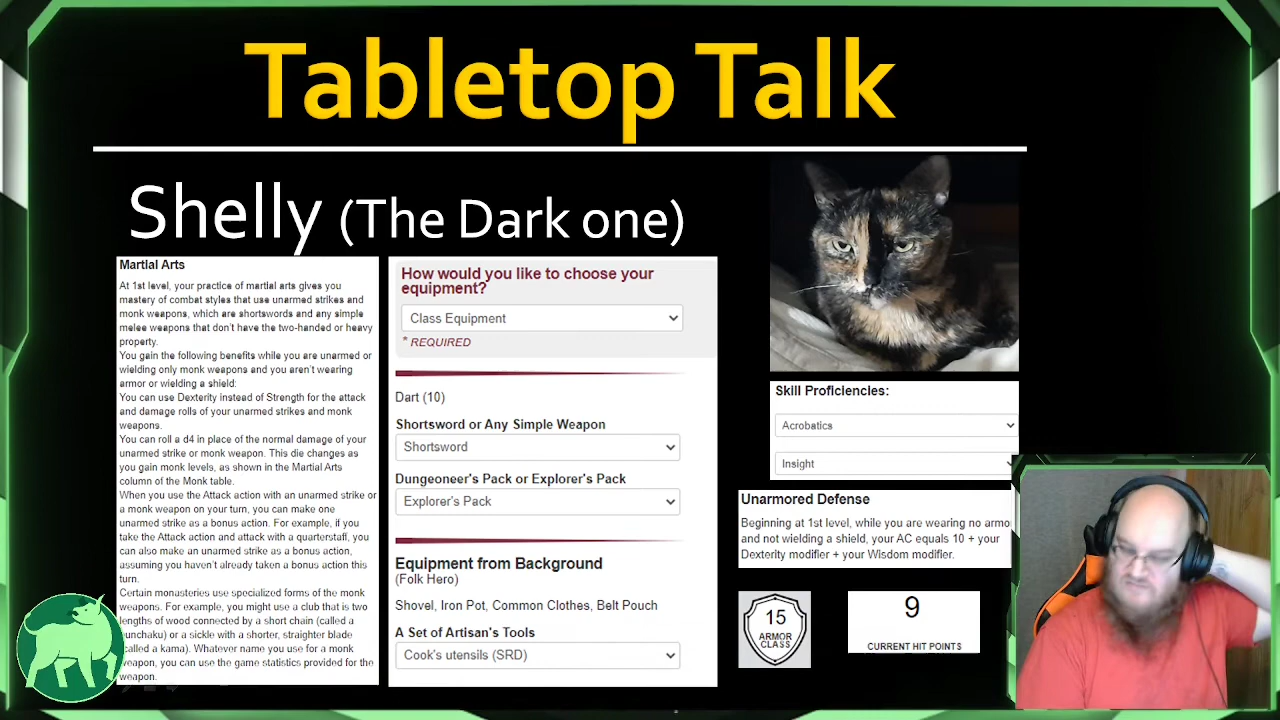 Tabletop Talk
Shelly (The Dark one)
Martial Arts
At 1st level, your practice of martial arts gives you
mastery of combat styles that use unarmed strikes and
monk weapons, which are shortswords and any simple
melee weapons that don't have the two-handed or heavy
property.
You gain the following benefits while you are unarmed or
wielding only monk weapons and you aren't wearing
armor or wielding a shield:
You can use Dexterity instead of Strength for the attack
and damage rolls of your unarmed strikes and monk
weapons.
You can roll a d4 in place of the normal damage of your
unarmed strike or monk weapon. This die changes as
you gain monk levels, as shown in the Martial Arts
column of the Monk table.
When you use the Attack action with an unarmed strike or
a monk weapon on your turn, you can make one
unarmed strike as a bonus action. For example, if you
take the Attack action and attack with a quarterstaff, you
can also make an unarmed strike as a bonus action,
assuming you haven't already taken a bonus action this
turn.
Certain monasteries use specialized forms of the monk
weapons. For example, you might use a club that is two
lengths of wood connected by a short chain (called a
unchaku) or a sickle with a shorter, straighter blade
called a kama). Whatever name you use for a monk
weapon, you can use the game statistics provided for the
weapon.
How would you like to choose your
equipment?
Class Equipment
* REQUIRED
Dart (10)
Shortsword or Any Simple Weapon
Shortsword
Dungeoneer's Pack or Explorer's Pack
Explorer's Pack
Equipment from Background
(Folk Hero)
Shovel, Iron Pot, Common Clothes, Belt Pouch
A Set of Artisan's Tools
Cook's utensils (SRD)
Skill Proficiencies:
Acrobatics
Insight
Unarmored Defense
Beginning at 1st level, while you are wearing no armo
and not wielding a shield, your AC equals 10 + your
Dexterity modifier + your Wisdom modifier.
15
ARMOR
CLASS
9
CURRENT HIT POINTS